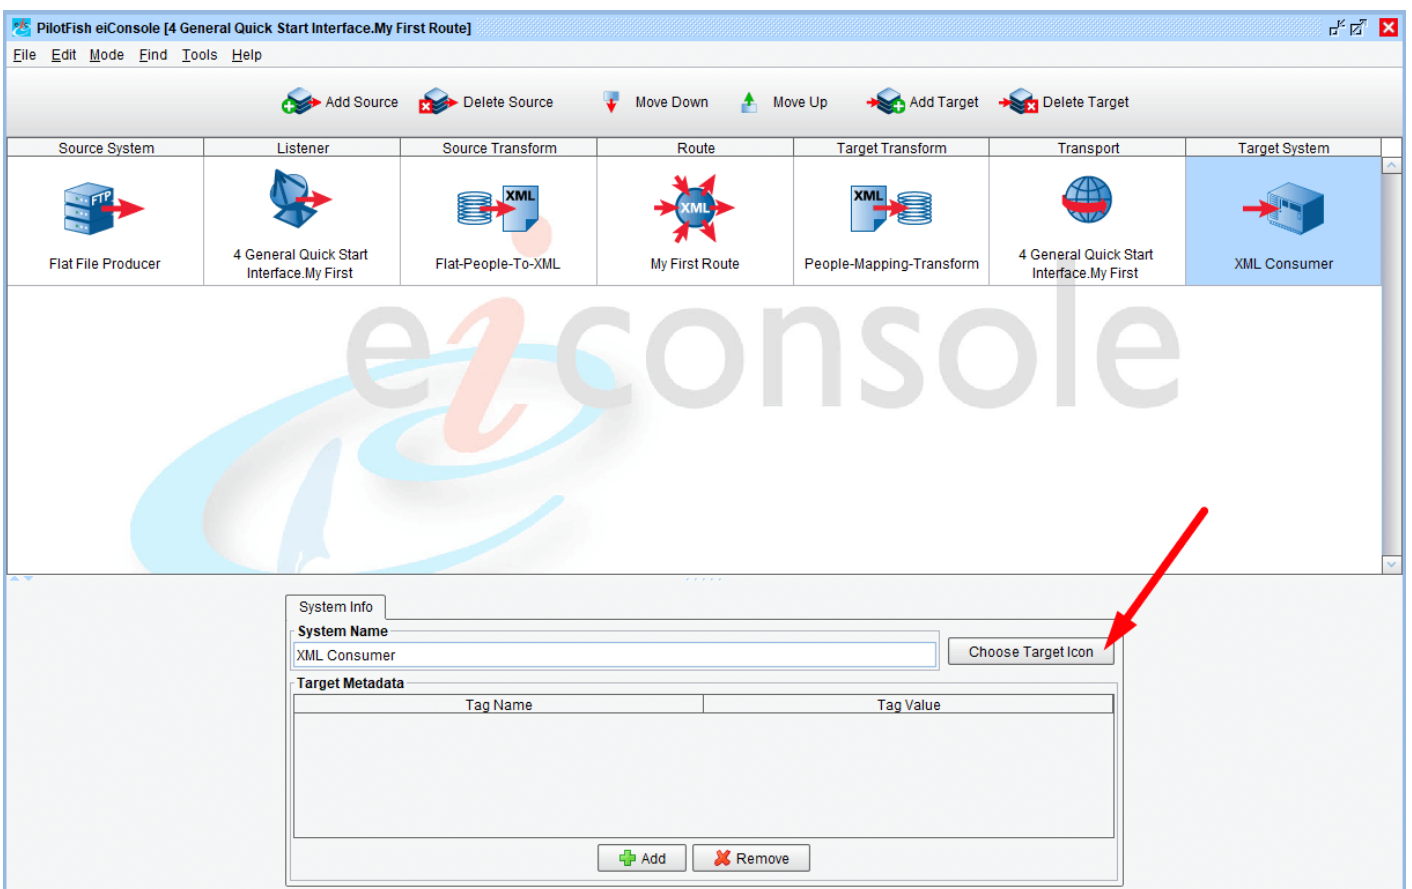 PilotFish eiConsole [4 General Quick Start Interface.My First Route]
File Edit Mode Find Tools Help
Add Source Delete Source Move Down Move Up Add Target Delete Target
Source System Listener Source Transform Route Target Transform Transport Target System
FTP XML XML XML
Flat File Producer 4 General Quick Start Interface.My First Flat-People-To-XML My First Route People-Mapping-Transform 4 General Quick Start Interface.My First XML Consumer
eiconsole
System Info
System Name
XML Consumer Choose Target Icon
Target Metadata
Tag Name Tag Value
Add Remove